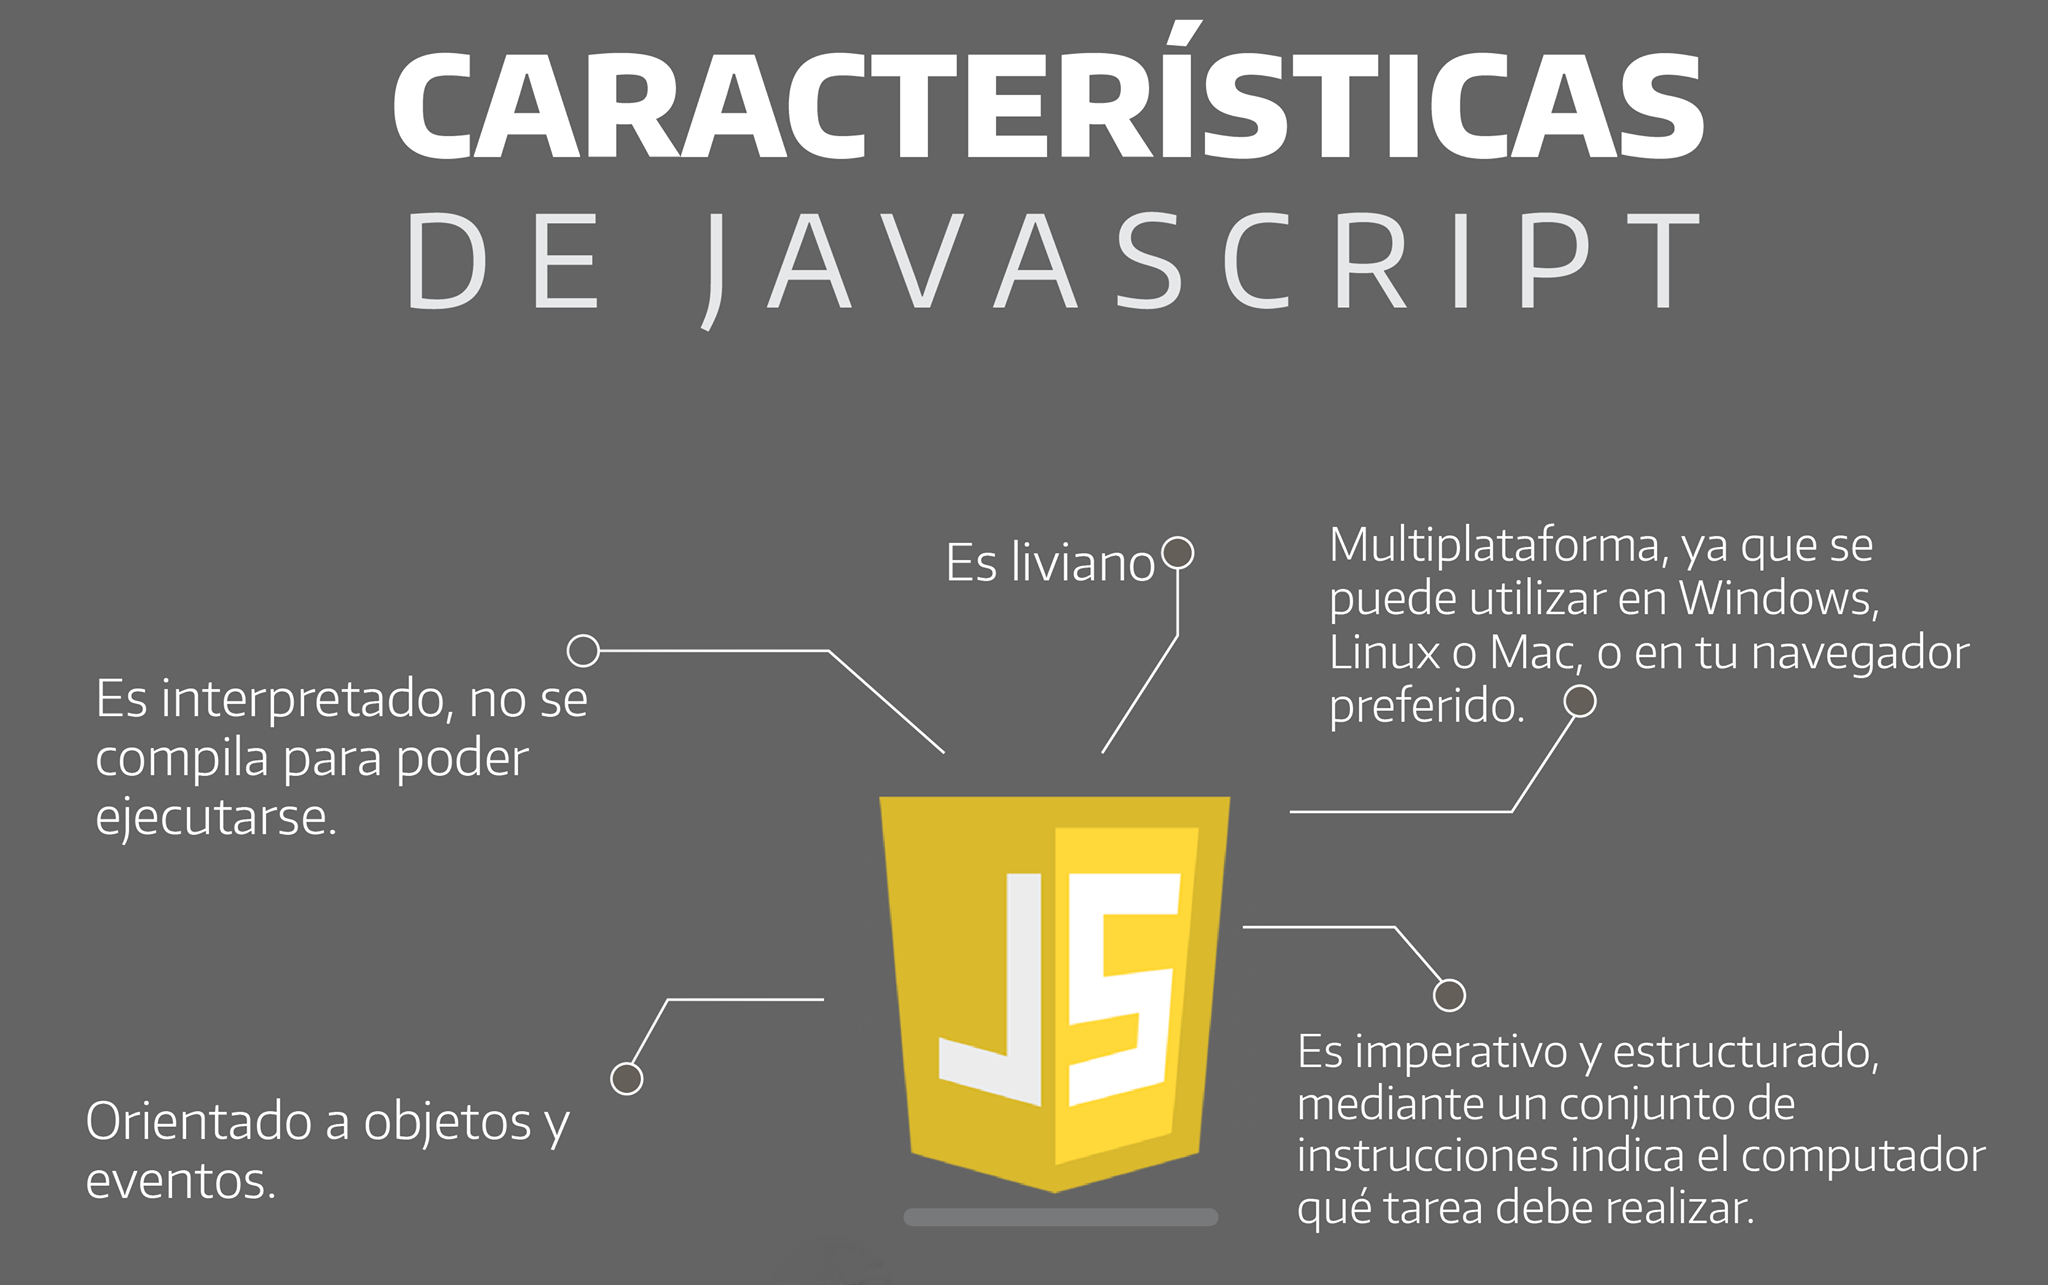 CARACTERÍSTICAS
DE JAVASCRIPT
Es liviano
Multiplataforma, ya que se
puede utilizar en Windows,
Linux o Mac, o en tu navegador
preferido.
Es interpretado, no se
compila para poder
ejecutarse.
JS
Orientado a objetos y
eventos.
Es imperativo y estructurado,
mediante un conjunto de
instrucciones indica el computador
qué tarea debe realizar.